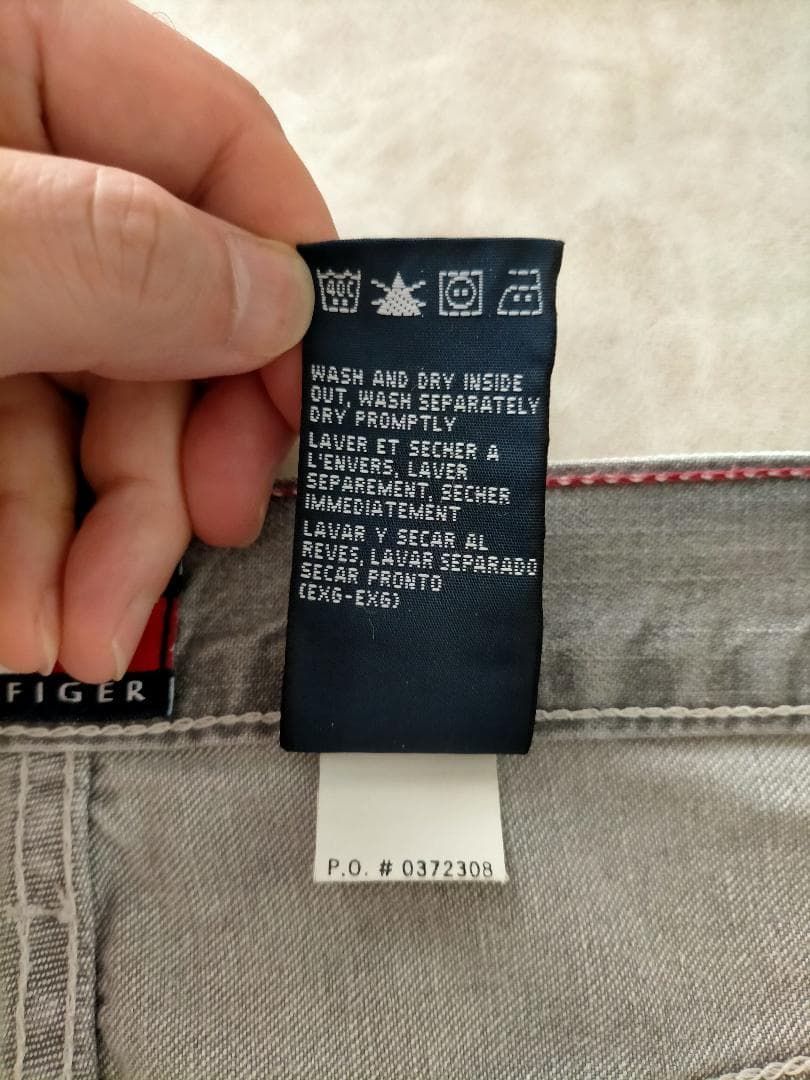 40C
WASH AND DRY INSIDE
OUT, WASH SEPARATELY
DRY PROMPTLY
LAVER ET SECHER A
L'ENVERS, LAVER
SEPAREMENT, SECHER
IMMEDIATEMENT
LAVAR Y SECAR AL
REVES, LAVAR SEPARADO
SECAR PRONTO
(EXG-EXG)
FIGER
P.O. # 0372308